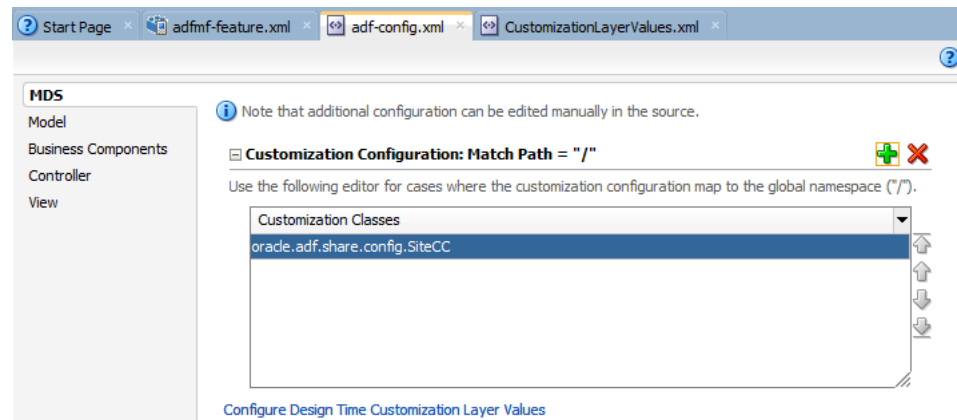 Start Page adfmf-feature.xml adf-config.xml CustomizationLayerValues.xml
MDS
Model
Business Components
Controller
View
Note that additional configuration can be edited manually in the source.
Customization Configuration: Match Path = "/"
Use the following editor for cases where the customization configuration map to the global namespace ("/").
Customization Classes
oracle.adf.share.config.SiteCC
Configure Design Time Customization Layer Values